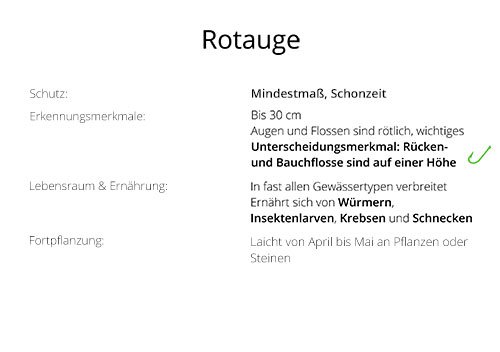 Rotauge
Schutz:
Mindestmaß, Schonzeit
Erkennungsmerkmale:
Bis 30 cm
Augen und Flossen sind rötlich, wichtiges
Unterscheidungsmerkmal: Rücken-
und Bauchflosse sind auf einer Höhe
Lebensraum & Ernährung:
In fast allen Gewässertypen verbreitet
Ernährt sich von Würmern,
Insektenlarven, Krebsen und Schnecken
Fortpflanzung:
Laicht von April bis Mai an Pflanzen oder
Steinen